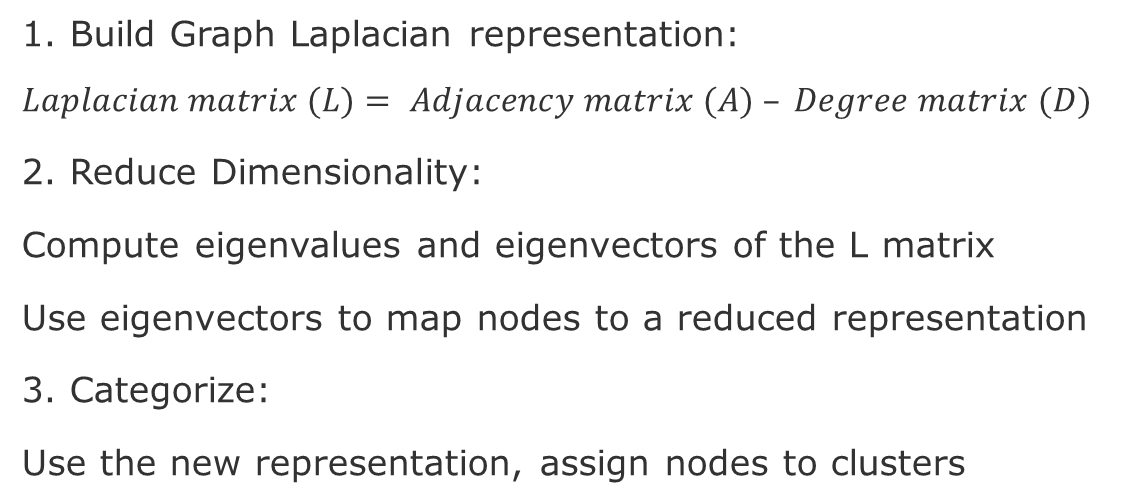 1. Build Graph Laplacian representation:
Laplacian matrix (L) = Adjacency matrix (A) – Degree matrix (D)
2. Reduce Dimensionality:
Compute eigenvalues and eigenvectors of the L matrix
Use eigenvectors to map nodes to a reduced representation
3. Categorize:
Use the new representation, assign nodes to clusters